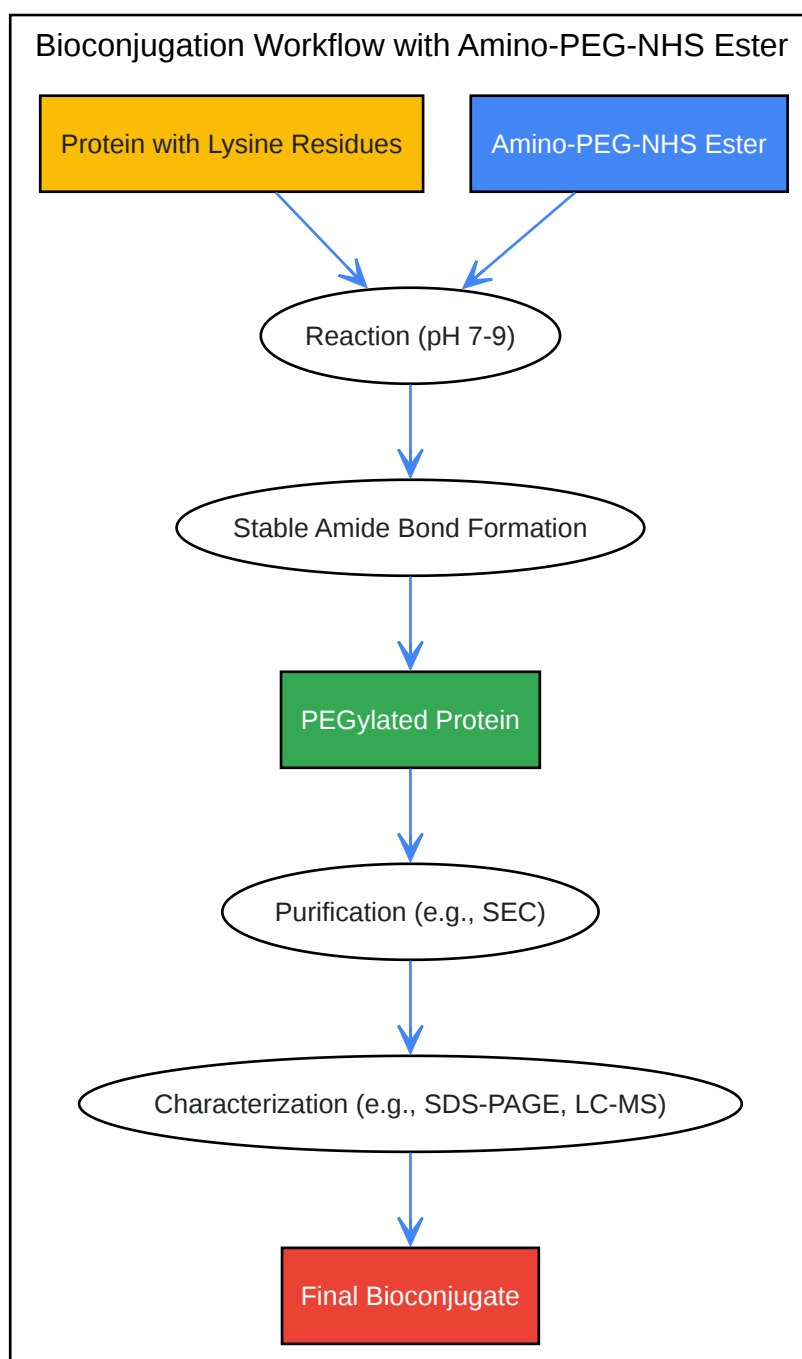 Bioconjugation Workflow with Amino-PEG-NHS Ester
Protein with Lysine Residues
Amino-PEG-NHS Ester
Reaction (pH 7-9)
Stable Amide Bond Formation
PEGylated Protein
Purification (e.g., SEC)
Characterization (e.g., SDS-PAGE, LC-MS)
Final Bioconjugate